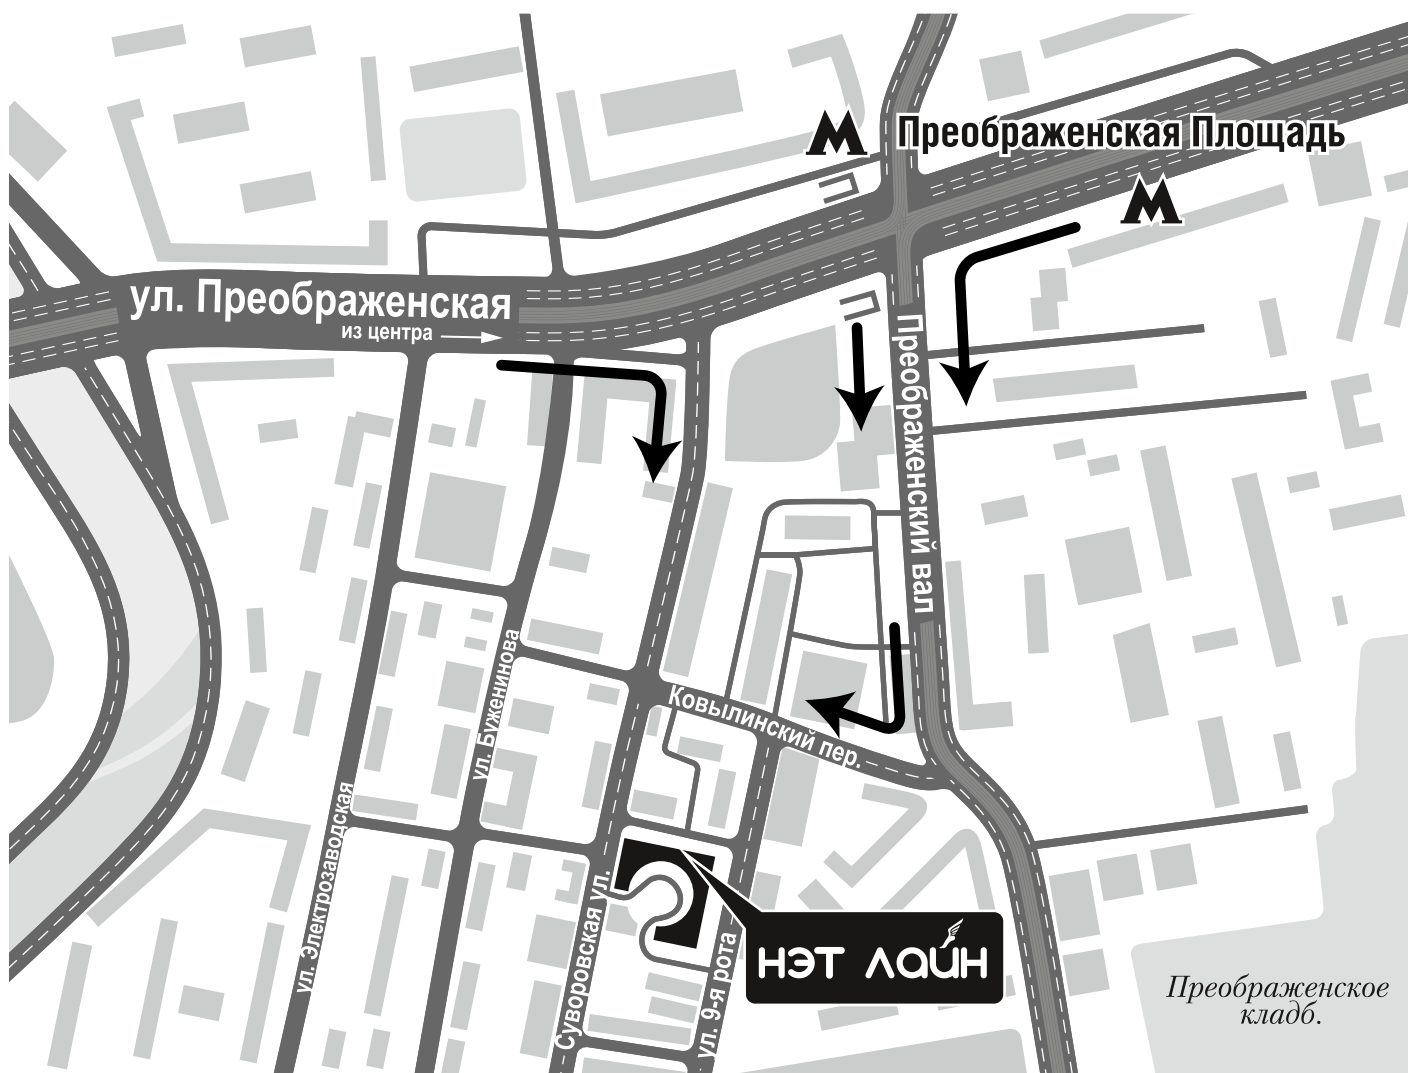 М
Преображенская Площадь
М
ул. Преображенская
из центра
Преображенский вал
ул. Буженинова
Ковылинский пер.
ул. Электрозаводская
Суворовская ул.
ул. 9-я рота
нэт лайн
Преображенское
кладб.